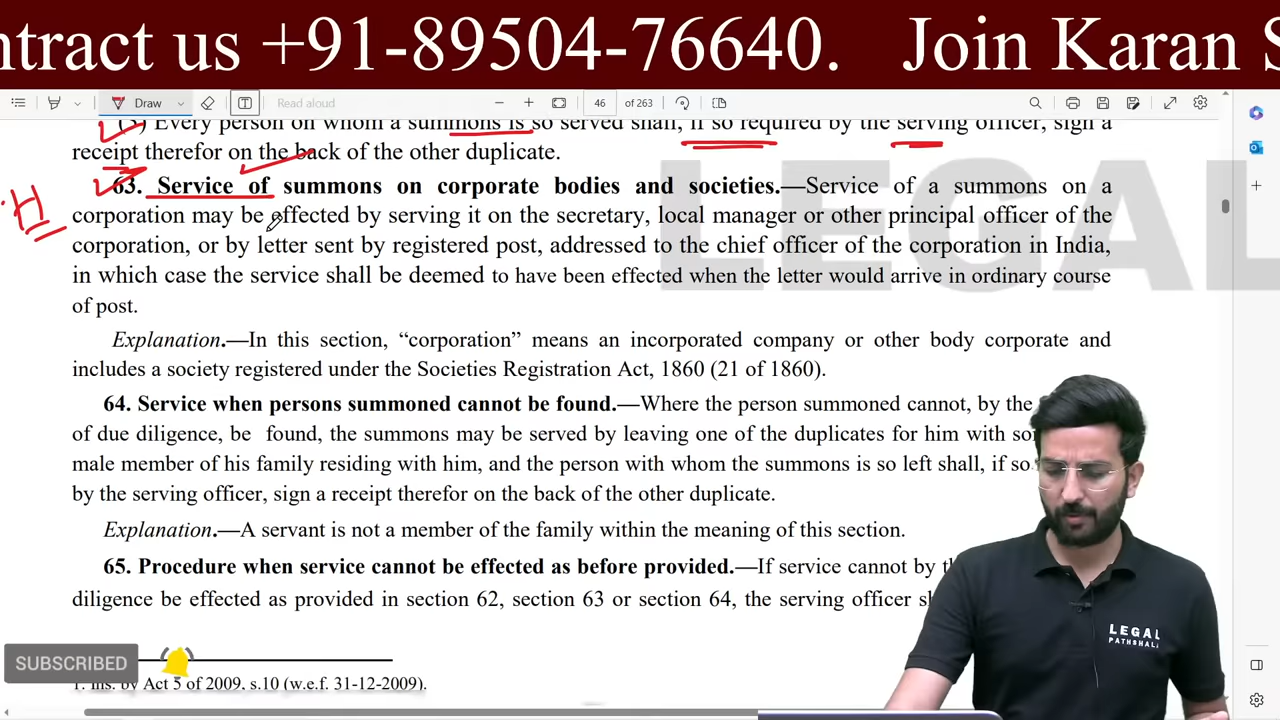 ntract us +91-89504-76640. Join Karan S
Draw
Read aloud
46 of 263
(3) Every person on whom a summons is so served shall, if so required by the serving officer, sign a
receipt therefor on the back of the other duplicate.
63. Service of summons on corporate bodies and societies.—Service of a summons on a
corporation may be effected by serving it on the secretary, local manager or other principal officer of the
corporation, or by letter sent by registered post, addressed to the chief officer of the corporation in India,
in which case the service shall be deemed to have been effected when the letter would arrive in ordinary course
of post.
H
LEGAL
Explanation.—In this section, “corporation” means an incorporated company or other body corporate and
includes a society registered under the Societies Registration Act, 1860 (21 of 1860).
64. Service when persons summoned cannot be found.—Where the person summoned cannot, by the
of due diligence, be found, the summons may be served by leaving one of the duplicates for him with
male member of his family residing with him, and the person with whom the summons is so left shall, if so
by the serving officer, sign a receipt therefor on the back of the other duplicate.
Explanation.—A servant is not a member of the family within the meaning of this section.
65. Procedure when service cannot be effected as before provided.—If service cannot by
diligence be effected as provided in section 62, section 63 or section 64, the serving officer
LEGAL
PATHSHALA
SUBSCRIBED
1. Ins. by Act 5 of 2009, s.10 (w.e.f. 31-12-2009).